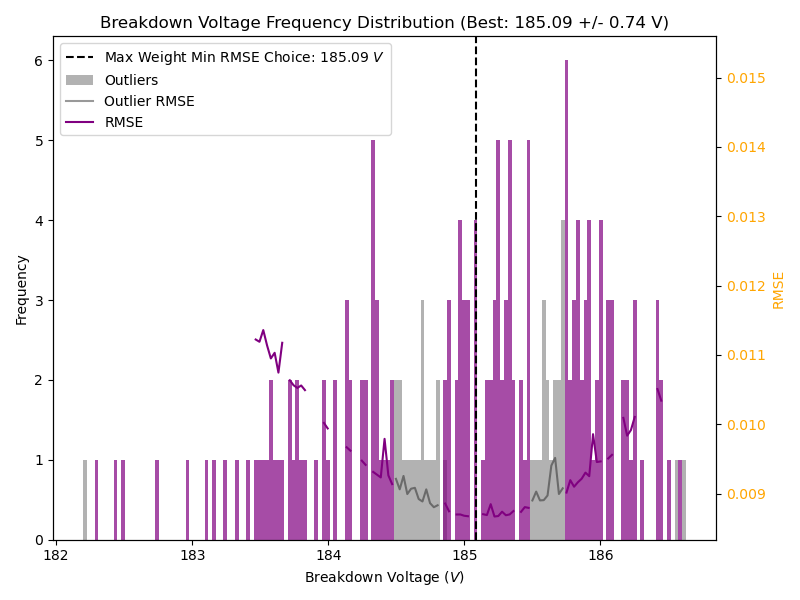 Breakdown Voltage Frequency Distribution (Best: 185.09 +/- 0.74 V)
Max Weight Min RMSE Choice: 185.09 V
Outliers
Outlier RMSE
RMSE
Frequency
6
5
4
3
2
1
0
0.015
0.014
0.013
0.012
0.011
0.010
0.009
RMSE
182
183
184
185
186
Breakdown Voltage (V)